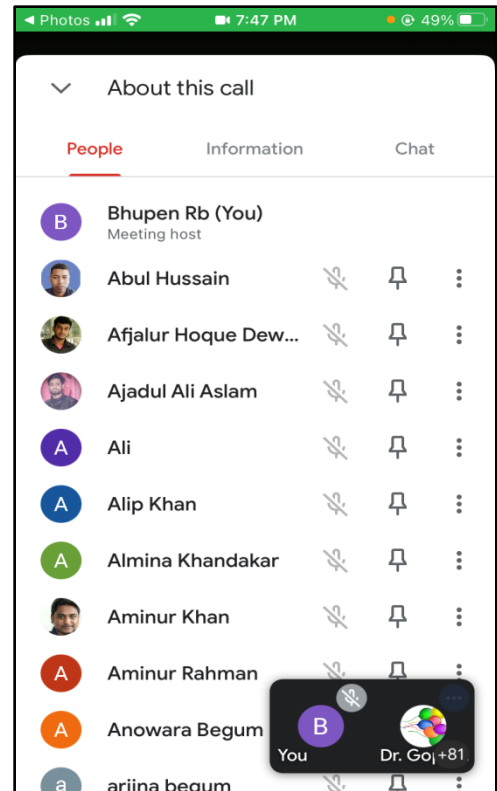 Photos 7:47 PM 49%
About this call
People Information Chat
B Bhupen Rb (You)
Meeting host
Abul Hussain
Afjalur Hoque Dew...
Ajadul Ali Aslam
A Ali
A Alip Khan
A Almina Khandakar
Aminur Khan
A Aminur Rahman
A Anowara Begum
B
You Dr. Go +81
a arjina begum